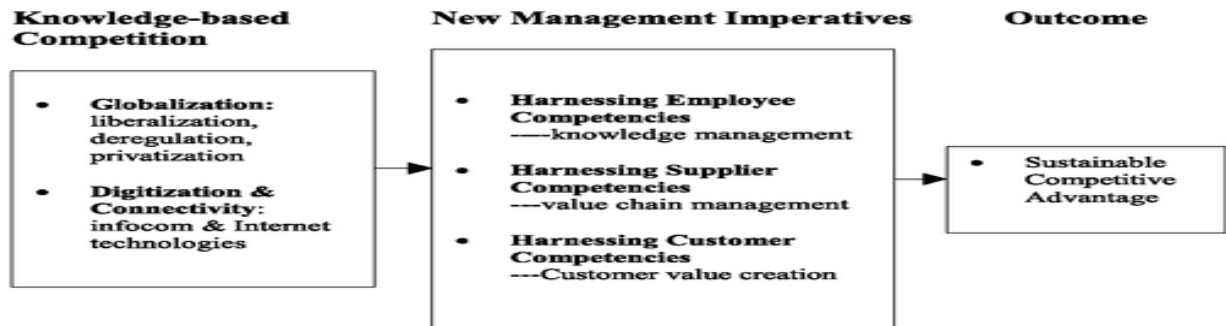 Knowledge-based
Competition
New Management Imperatives
Outcome
• Globalization:
liberalization,
deregulation,
privatization
• Digitization &
Connectivity:
infocom & Internet
technologies
• Harnessing Employee
Competencies
----knowledge management
• Harnessing Supplier
Competencies
---value chain management
• Harnessing Customer
Competencies
---Customer value creation
• Sustainable
Competitive
Advantage